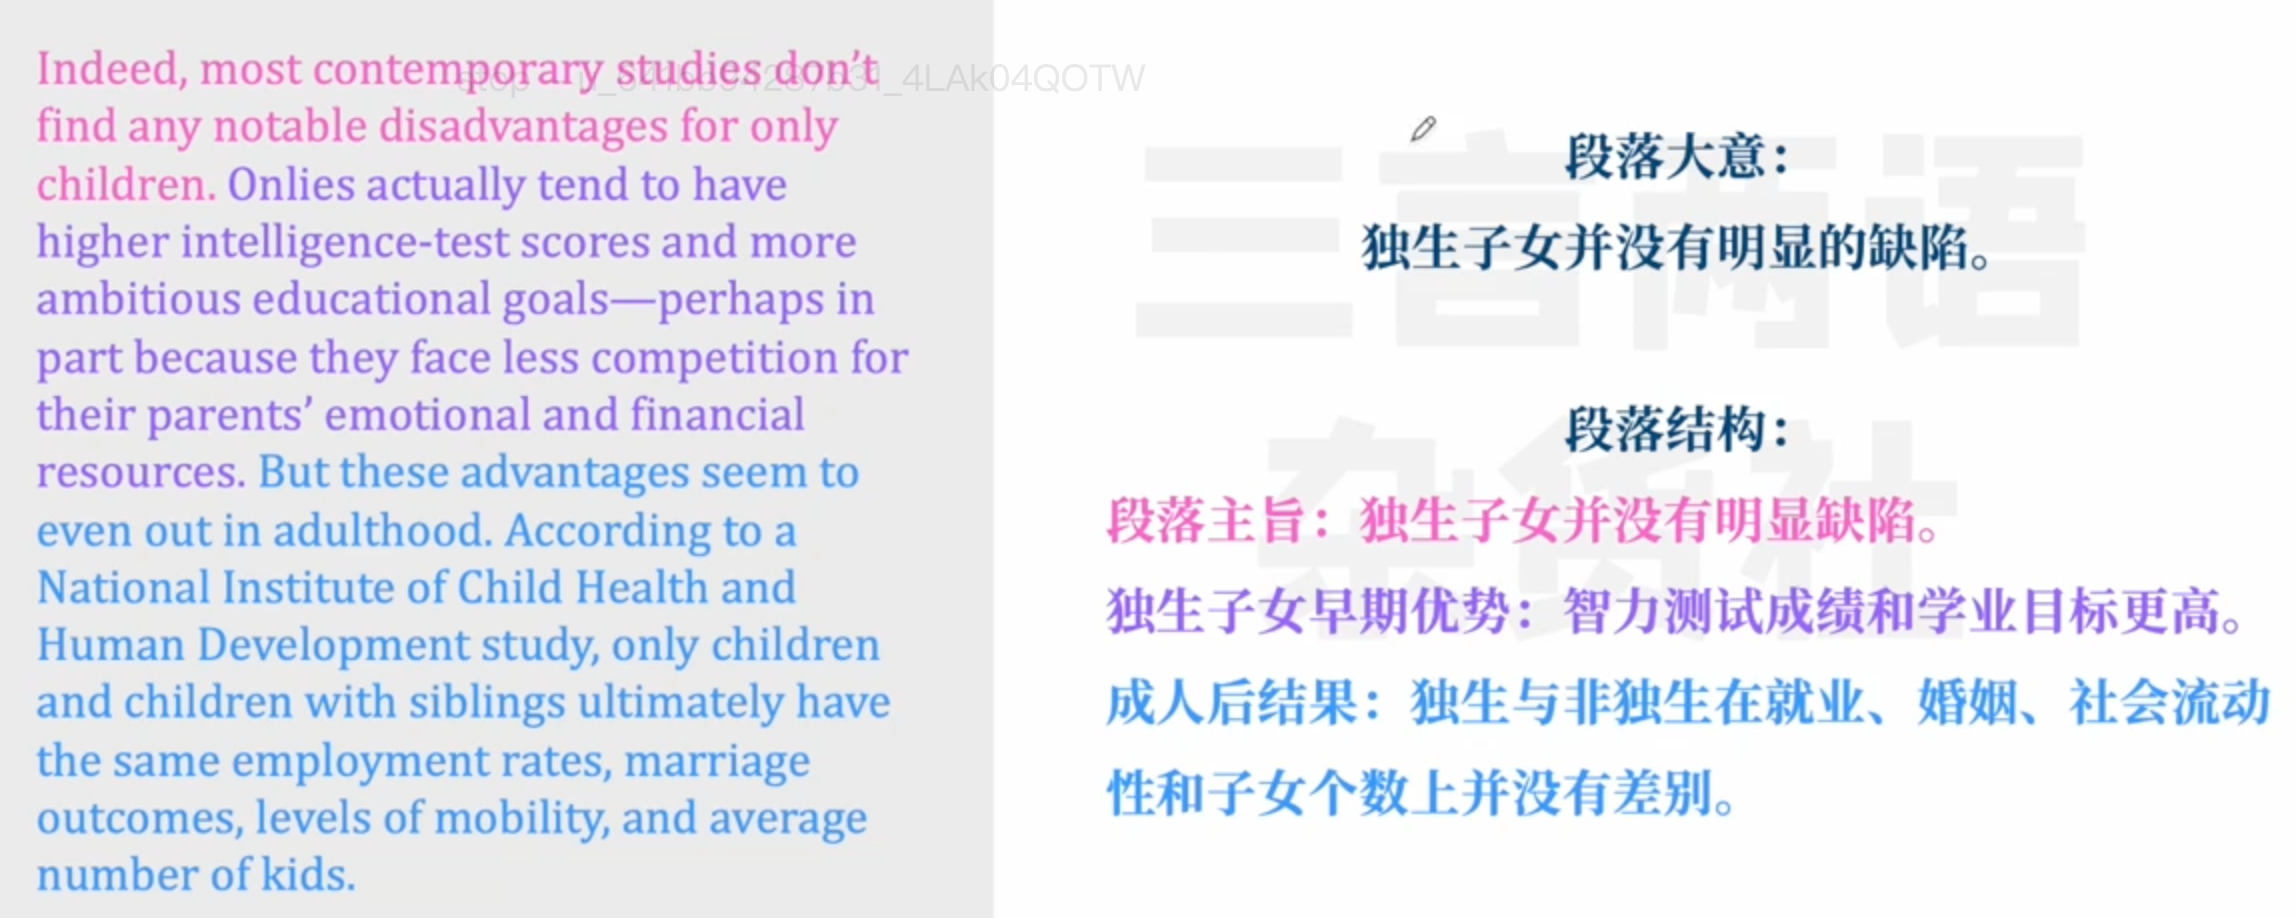 Indeed, most contemporary studies don’t
find any notable disadvantages for only
children. Onlies actually tend to have
higher intelligence-test scores and more
ambitious educational goals—perhaps in
part because they face less competition for
their parents’ emotional and financial
resources. But these advantages seem to
even out in adulthood. According to a
National Institute of Child Health and
Human Development study, only children
and children with siblings ultimately have
the same employment rates, marriage
outcomes, levels of mobility, and average
number of kids.
三言两语
杂货社
段落大意：
独生子女并没有明显的缺陷。
段落结构：
段落主旨：独生子女并没有明显缺陷。
独生子女早期优势：智力测试成绩和学业目标更高。
成人后结果：独生与非独生在就业、婚姻、社会流动
性和子女个数上并没有差别。